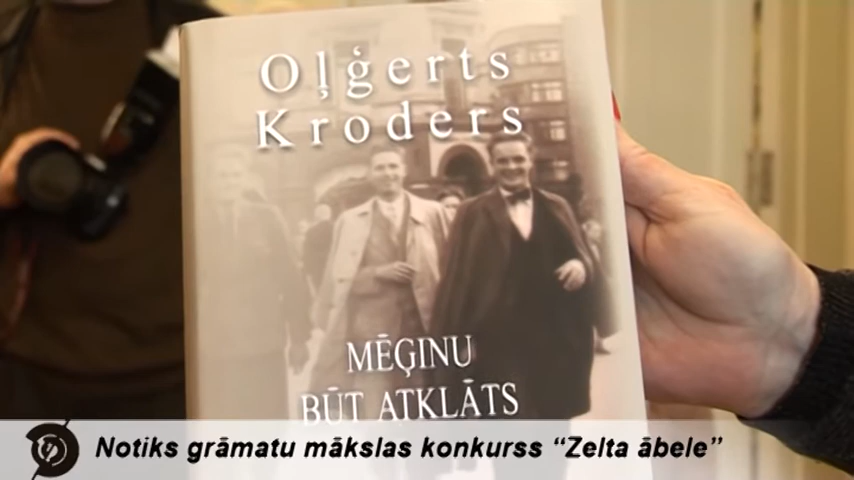 Oļģerts
Kroders
MĒĢINU
BŪT ATKLĀTS
Notiks grāmatu mākslas konkurss “Zelta ābele”